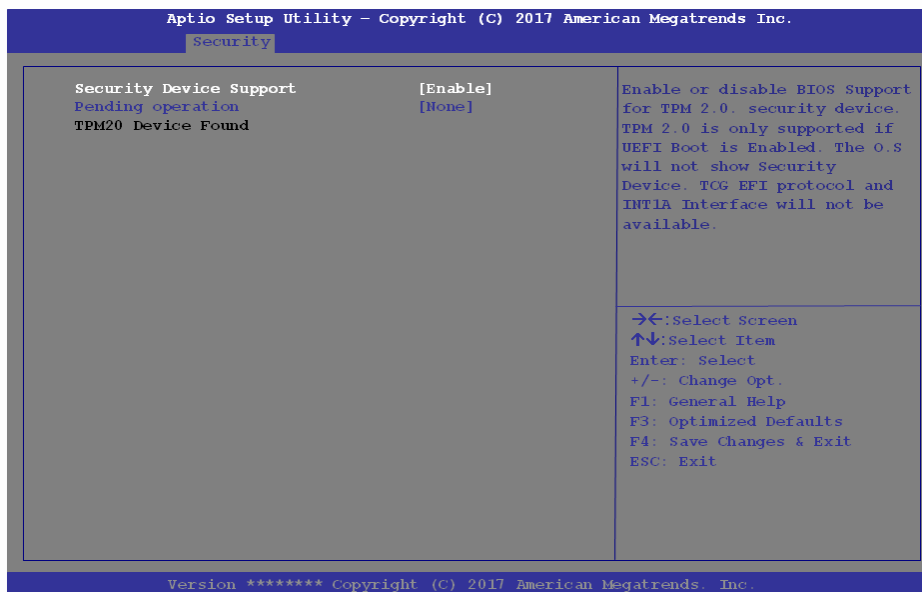 Aptio Setup Utility – Copyright (C) 2017 American Megatrends Inc.
Security
Security Device Support [Enable]
Pending operation [None]
TPM20 Device Found
Enable or disable BIOS Support
for TPM 2.0. security device.
TPM 2.0 is only supported if
UEFI Boot is Enabled. The O.S
will not show Security
Device. TCG EFI protocol and
INT1A Interface will not be
available.
→←:Select Screen
↑↓:Select Item
Enter: Select
+/-: Change Opt.
F1: General Help
F3: Optimized Defaults
F4: Save Changes & Exit
ESC: Exit
Version ******** Copyright (C) 2017 American Megatrends. Inc.